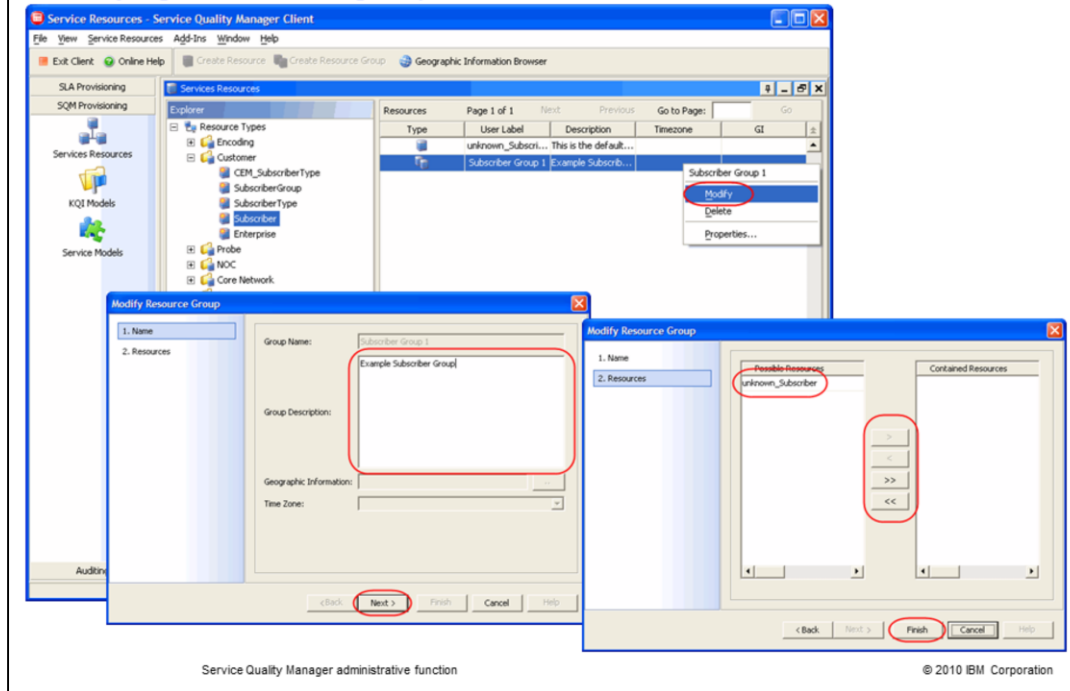 Service Resources - Service Quality Manager Client
File View Service Resources Add-Ins Window Help
Exit Client Online Help Create Resource Create Resource Group Geographic Information Browser
SLA Provisioning
SQM Provisioning
Services Resources
KQI Models
Service Models
Services Resources
Explorer
Resource Types
Encoding
Customer
CEM_SubscriberType
SubscriberGroup
SubscriberType
Subscriber
Enterprise
Probe
NOC
Core Network
Resources Page 1 of 1 Next Previous Go to Page: Go
Type User Label Description Timezone GI
unknown_Subscri... This is the default...
Subscriber Group 1 Example Subscrib...
Subscriber Group 1
Modify
Delete
Properties...
Modify Resource Group
1. Name
2. Resources
Group Name: Subscriber Group 1
Example Subscriber Group
Group Description:
Geographic Information: ...
Time Zone:
<Back Next > Finish Cancel Help
Modify Resource Group
1. Name
2. Resources
Possible Resources Contained Resources
unknown_Subscriber
>
<
>>
<<
< Back Next > Finish Cancel Help
Service Quality Manager administrative function
© 2010 IBM Corporation